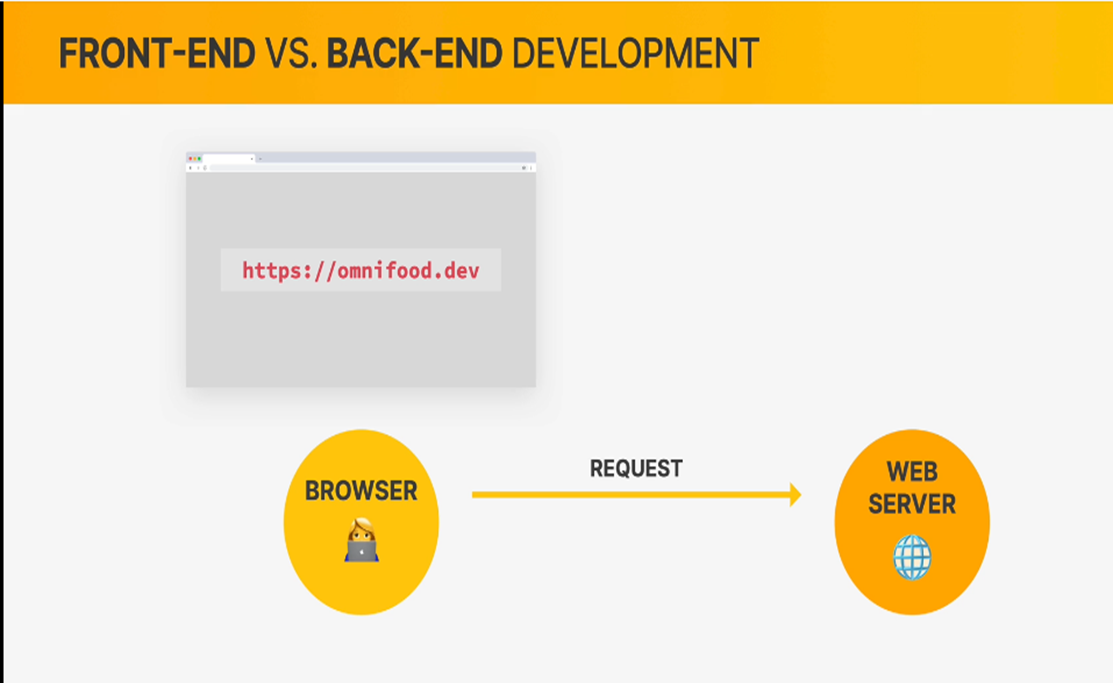 FRONT-END VS. BACK-END DEVELOPMENT
https://omnifood.dev
BROWSER
REQUEST
WEB
SERVER